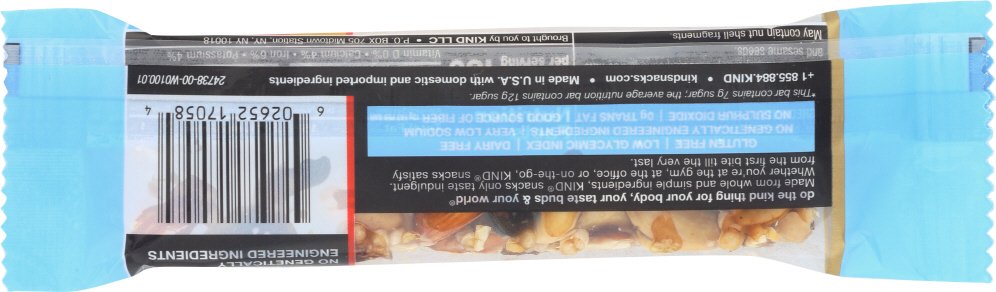 do the kind thing for your body, your taste buds & your world®
Made from whole and simple ingredients, KIND® snacks only taste indulgent.
Whether you're at the gym, at the office, or on-the-go, KIND® snacks satisfy
from the first bite till the very last.
GLUTEN FREE | LOW GLYCEMIC INDEX | DAIRY FREE
NO GENETICALLY ENGINEERED INGREDIENTS | VERY LOW SODIUM
NO SULPHUR DIOXIDE | 0g TRANS FAT | GOOD SOURCE OF FIBER
*This bar contains 7g sugar; the average nutrition bar contains 12g sugar.
+1 855.884.KIND • kindsnacks.com • Made in U.S.A. with domestic and imported ingredients
NO GENETICALLY
ENGINEERED INGREDIENTS
6 02652 17058 4
24738-00-W0100.01
and sesame seeds
May contain nut shell fragments.
per serving
Vitamin D 0% • Calcium 4% • Iron 6% • Potassium 4%
Brought to you by KIND LLC • P.O. BOX 705 Midtown Station, NY, NY 10018